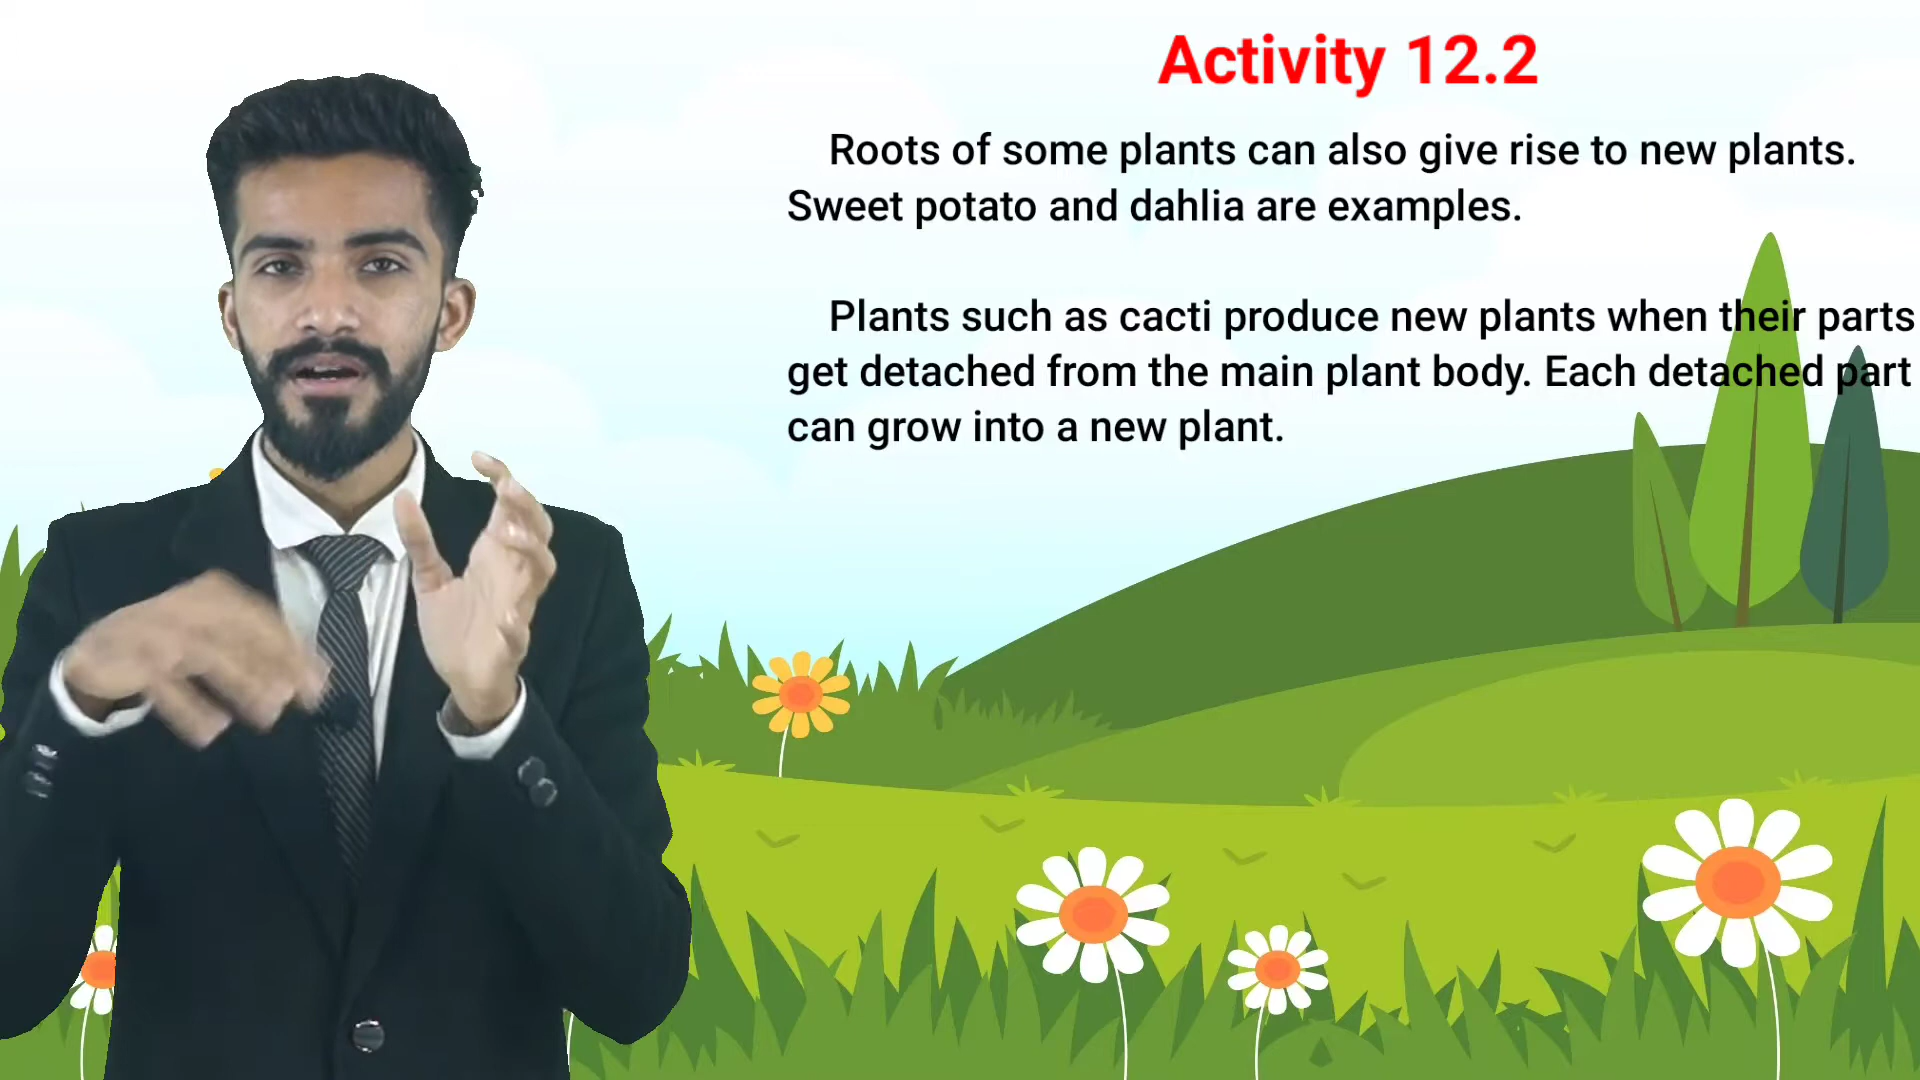 Activity 12.2
Roots of some plants can also give rise to new plants.
Sweet potato and dahlia are examples.
Plants such as cacti produce new plants when their parts
get detached from the main plant body. Each detached part
can grow into a new plant.